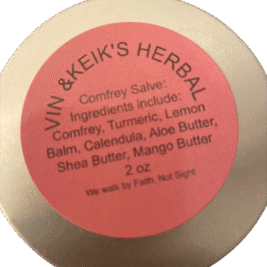 VIN &KEIK'S HERBAL
Comfrey Salve:
Ingredients include:
Comfrey, Turmeric, Lemon
Balm, Calendula, Aloe Butter,
Shea Butter, Mango Butter
2 oz
We walk by Faith, Not Sight